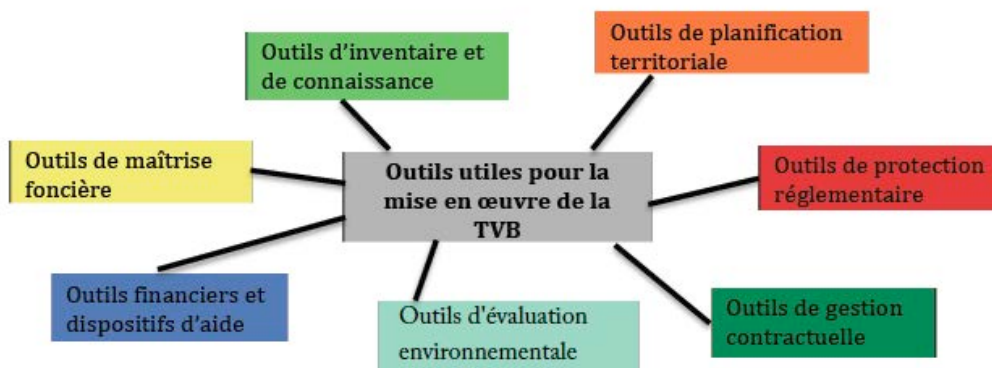 Outils d'inventaire et
de connaissance
Outils de planification
territoriale
Outils de maîtrise
foncière
Outils utiles pour la
mise en œuvre de la
TVB
Outils de protection
réglementaire
Outils financiers et
dispositifs d'aide
Outils d'évaluation
environnementale
Outils de gestion
contractuelle